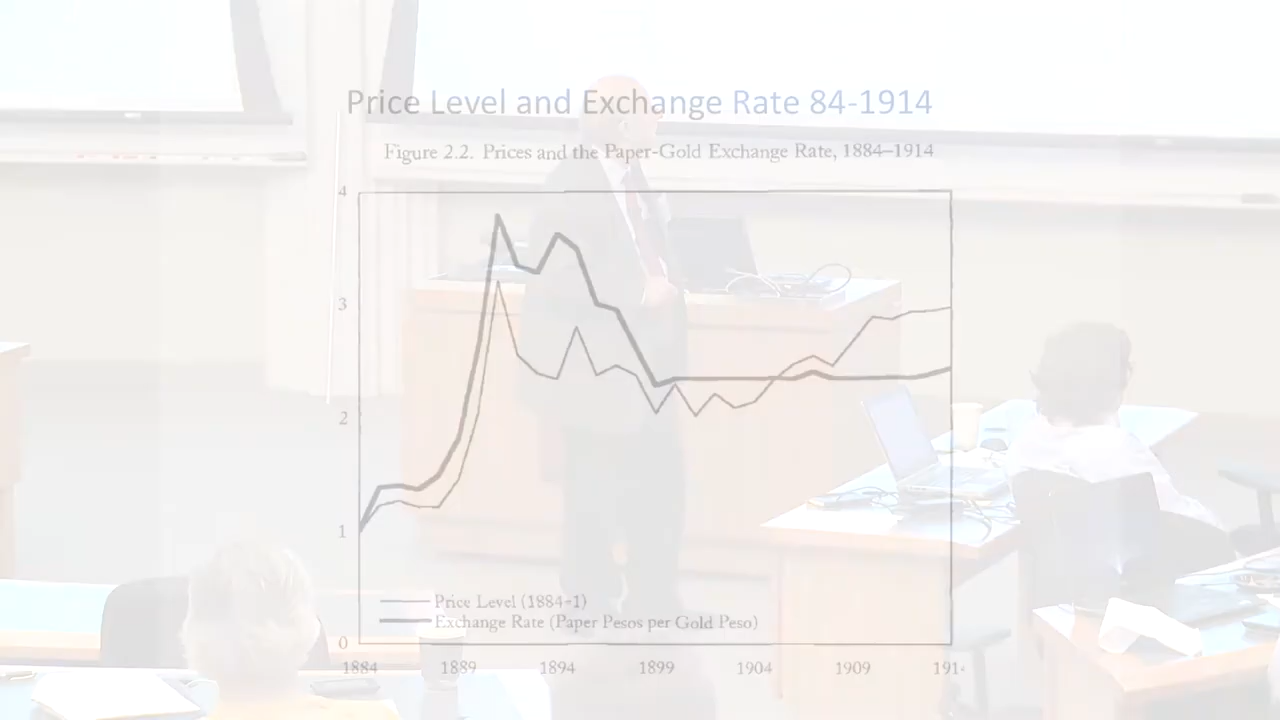 Price Level and Exchange Rate 84-1914
Figure 2.2. Prices and the Paper-Gold Exchange Rate, 1884–1914
4
3
2
1
0
Price Level (1884-1)
Exchange Rate (Paper Pesos per Gold Peso)
1884 1889 1894 1899 1904 1909 191